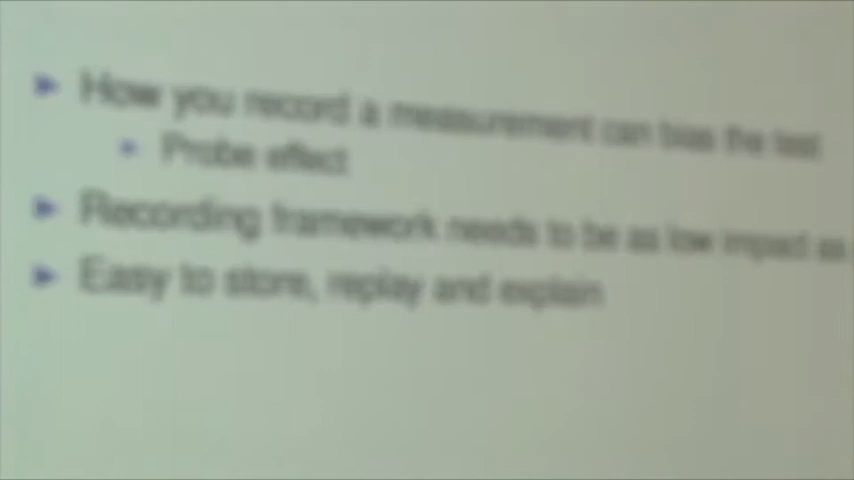 How you record a measurement can bias the test
Probe effect
Recording framework needs to be as low impact as
Easy to store, replay and explain